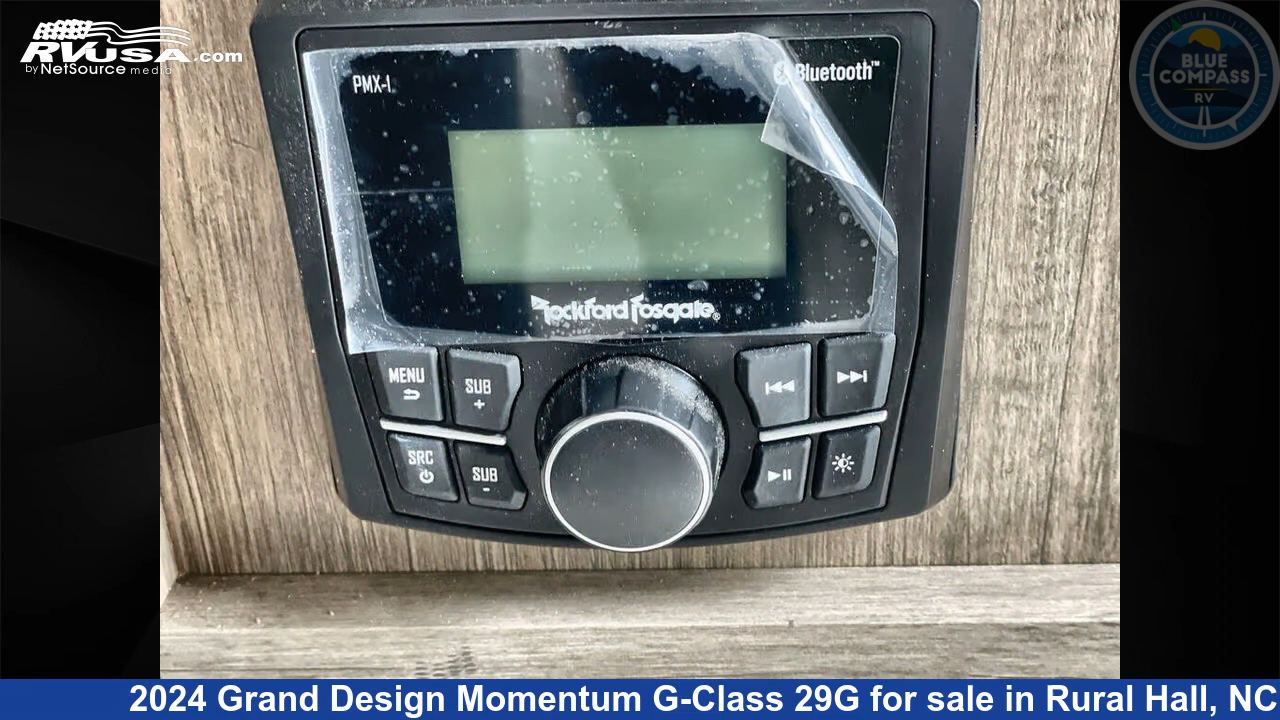 RVUSA.com
by NetSource media
BLUE
COMPASS
RV
PMX-1
Bluetooth™
Rockford Fosgate®
MENU
SUB
+
SRC
SUB
-
2024 Grand Design Momentum G-Class 29G for sale in Rural Hall, NC